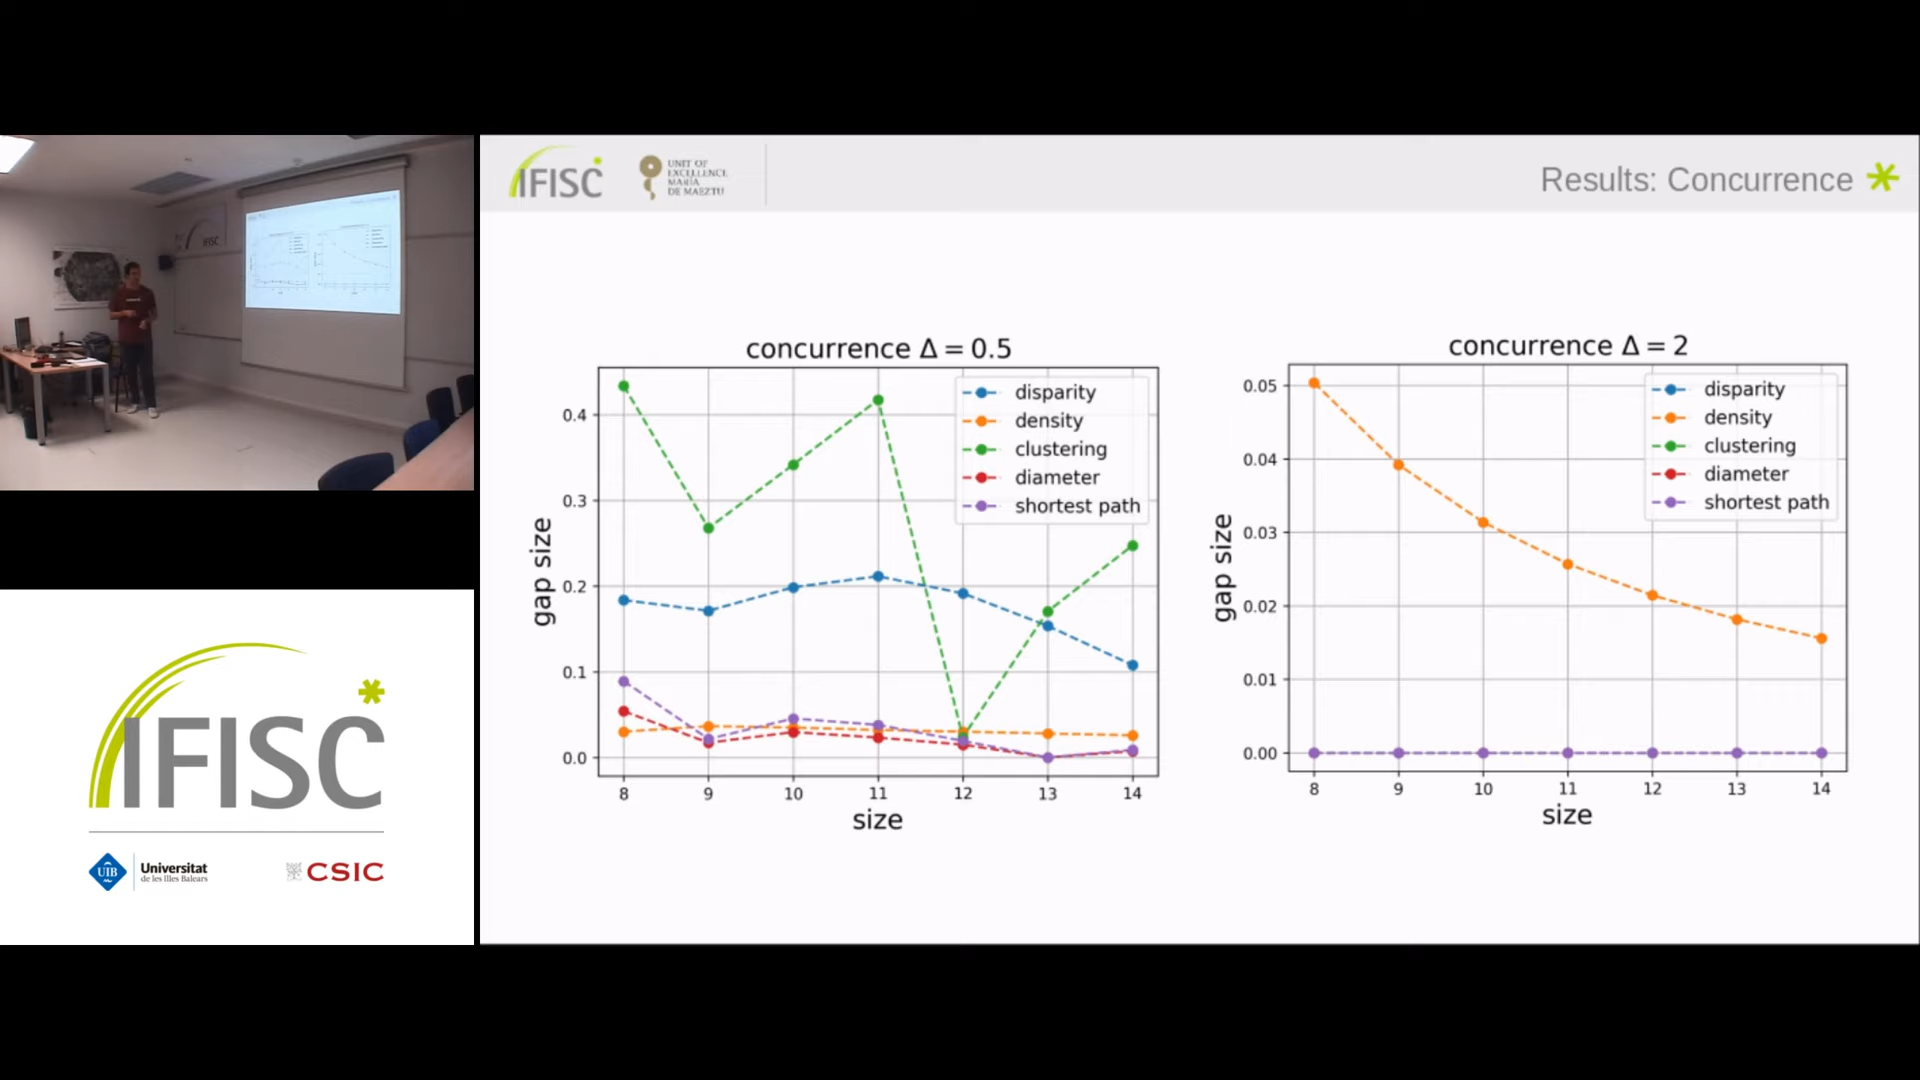 IFISC
UNIT OF
EXCELLENCE
MARÍA
DE MAEZTU
Results: Concurrence
concurrence Δ = 0.5
disparity
density
clustering
diameter
shortest path
gap size
0.4
0.3
0.2
0.1
0.0
8 9 10 11 12 13 14
size
concurrence Δ = 2
disparity
density
clustering
diameter
shortest path
gap size
0.05
0.04
0.03
0.02
0.01
0.00
8 9 10 11 12 13 14
size
IFISC
IFISC
UIB
Universitat
de les Illes Balears
CSIC